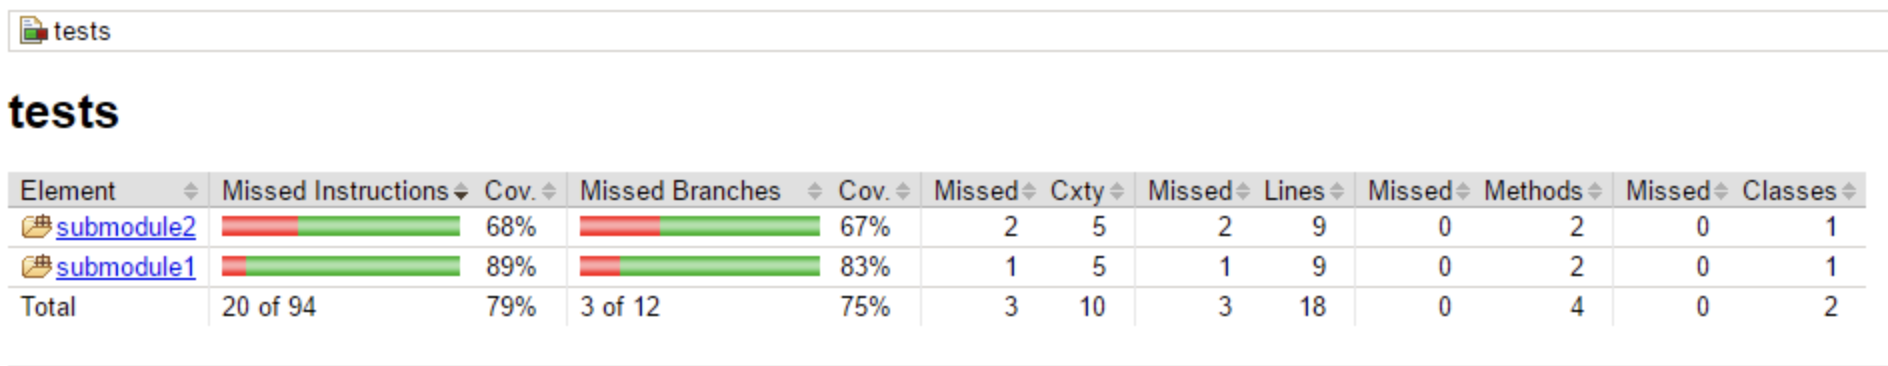 tests
tests
Element Missed Instructions Cov. Missed Branches Cov. Missed Cxty Missed Lines Missed Methods Missed Classes
submodule2 68% 67% 2 5 2 9 0 2 0 1
submodule1 89% 83% 1 5 1 9 0 2 0 1
Total 20 of 94 79% 3 of 12 75% 3 10 3 18 0 4 0 2